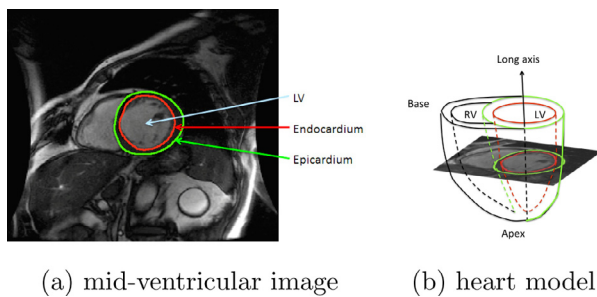 LV
Endocardium
Epicardium
Long axis
Base
RV
LV
Apex
(a) mid-ventricular image
(b) heart model